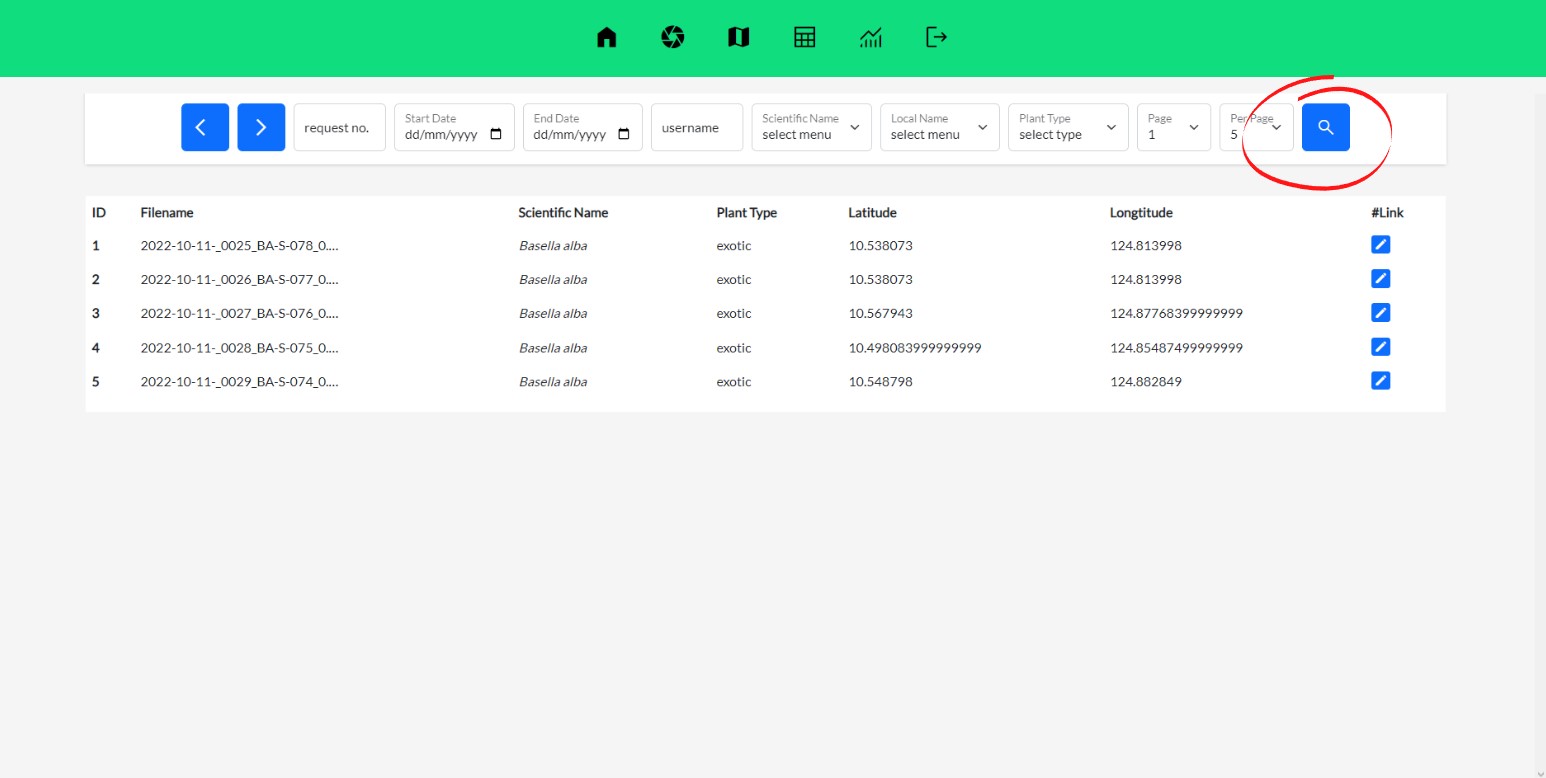 request no.
Start Date
dd/mm/yyyy
End Date
dd/mm/yyyy
username
Scientific Name
select menu
Local Name
select menu
Plant Type
select type
Page
1
Per Page
5
ID Filename Scientific Name Plant Type Latitude Longtitude #Link
1 2022-10-11-_0025_BA-S-078_0.... Basella alba exotic 10.538073 124.813998
2 2022-10-11-_0026_BA-S-077_0.... Basella alba exotic 10.538073 124.813998
3 2022-10-11-_0027_BA-S-076_0.... Basella alba exotic 10.567943 124.87768399999999
4 2022-10-11-_0028_BA-S-075_0.... Basella alba exotic 10.498083999999999 124.85487499999999
5 2022-10-11-_0029_BA-S-074_0.... Basella alba exotic 10.548798 124.882849